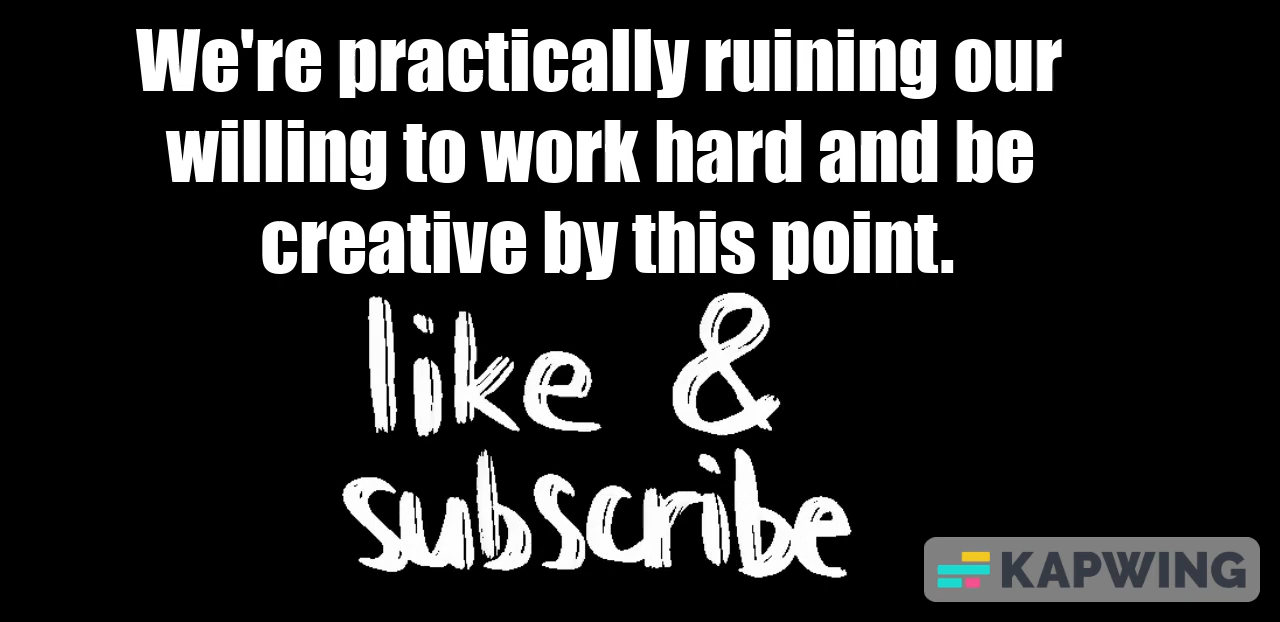 We're practically ruining our
willing to work hard and be
creative by this point.
like &
subscribe
KAPWING